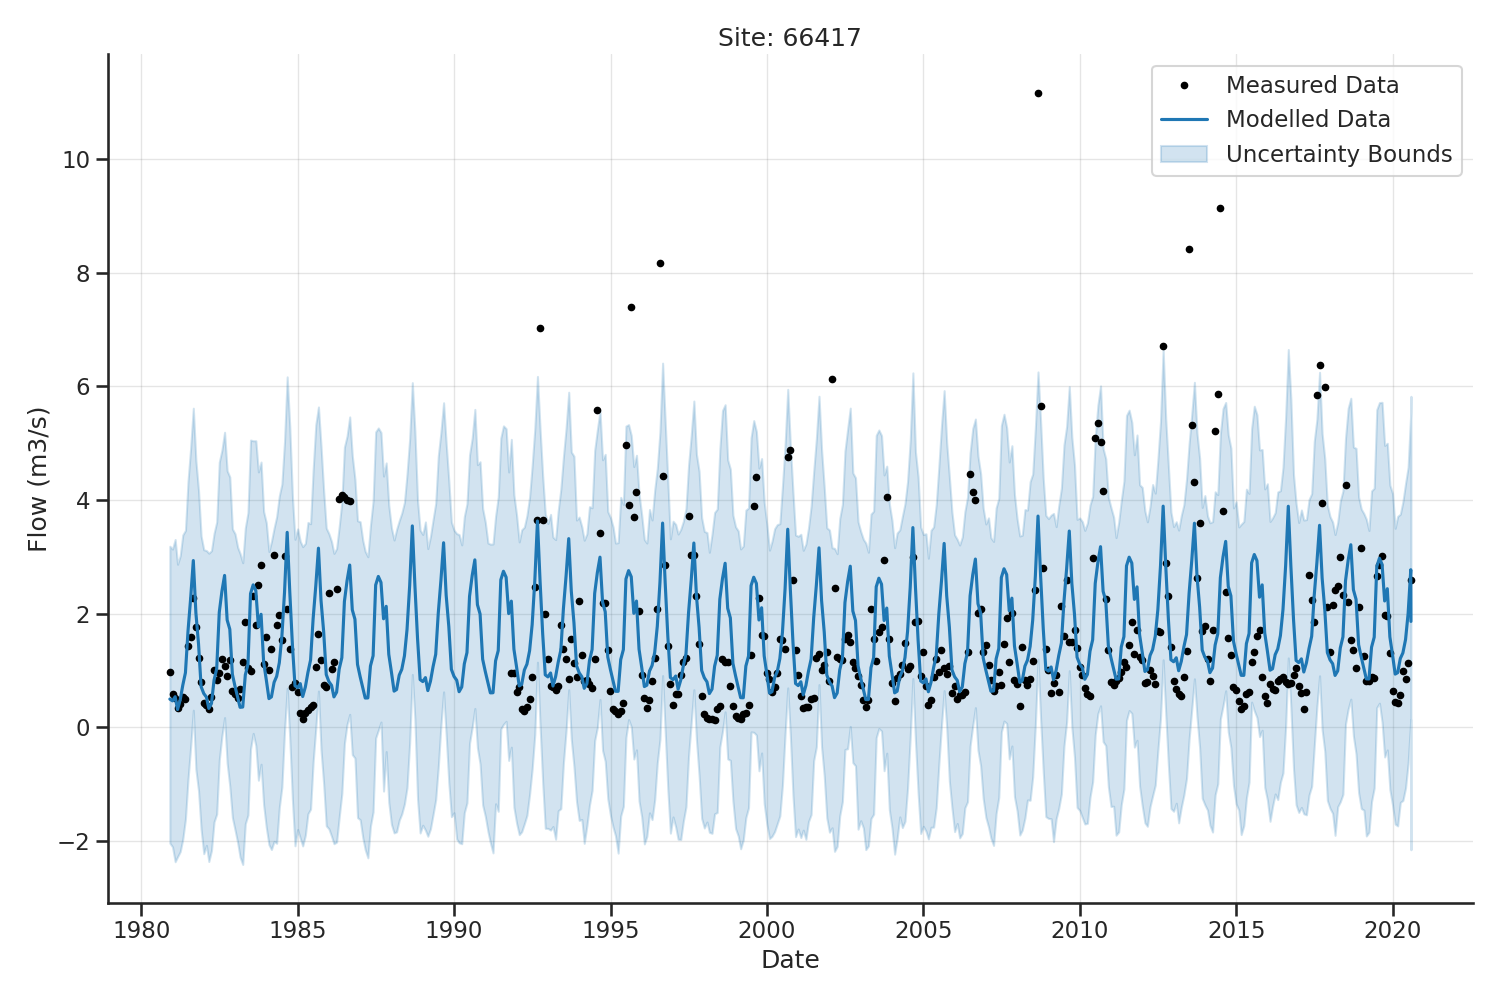 Site: 66417
Measured Data
Modelled Data
Uncertainty Bounds
Flow (m3/s)
10
8
6
4
2
0
−2
1980 1985 1990 1995 2000 2005 2010 2015 2020
Date